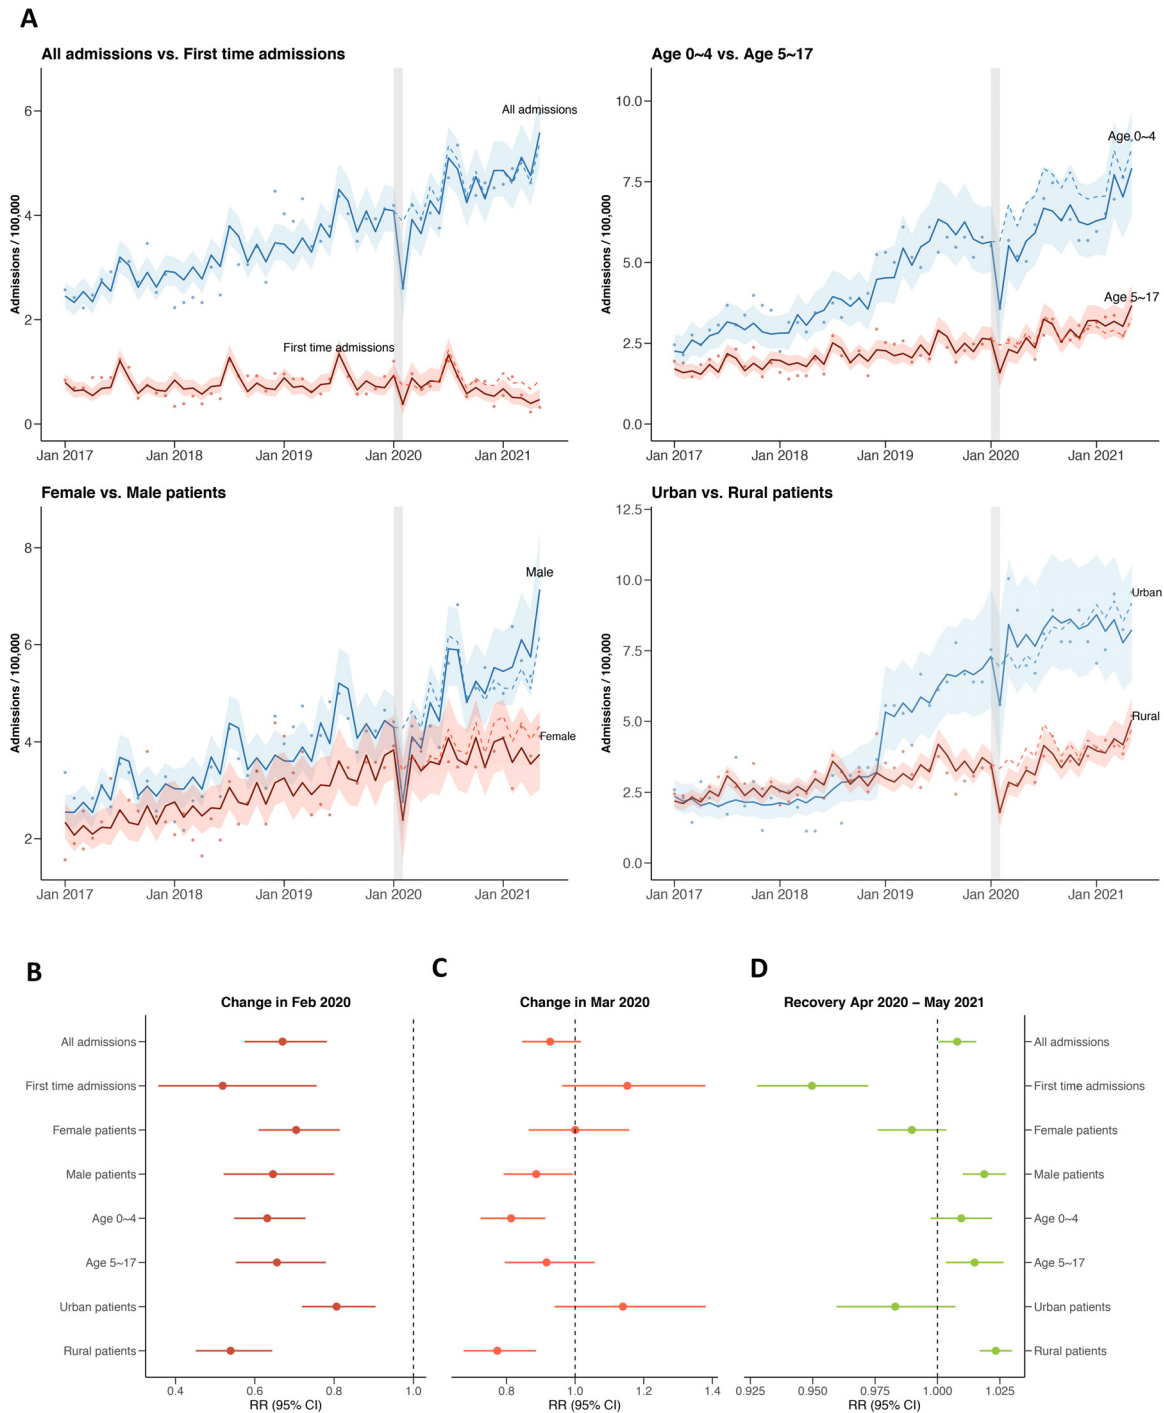 A
All admissions vs. First time admissions
Admissions / 100,000
6
4
2
0
All admissions
First time admissions
Jan 2017
Jan 2018
Jan 2019
Jan 2020
Jan 2021
Age 0~4 vs. Age 5~17
Admissions / 100,000
10.0
7.5
5.0
2.5
0.0
Age 0~4
Age 5~17
Jan 2017
Jan 2018
Jan 2019
Jan 2020
Jan 2021
Female vs. Male patients
Admissions / 100,000
8
6
4
2
Male
Female
Jan 2017
Jan 2018
Jan 2019
Jan 2020
Jan 2021
Urban vs. Rural patients
Admissions / 100,000
12.5
10.0
7.5
5.0
2.5
0.0
Urban
Rural
Jan 2017
Jan 2018
Jan 2019
Jan 2020
Jan 2021
B
Change in Feb 2020
All admissions
First time admissions
Female patients
Male patients
Age 0~4
Age 5~17
Urban patients
Rural patients
0.4
0.6
0.8
1.0
RR (95% CI)
C
Change in Mar 2020
0.8
1.0
1.2
1.4
RR (95% CI)
D
Recovery Apr 2020 – May 2021
All admissions
First time admissions
Female patients
Male patients
Age 0~4
Age 5~17
Urban patients
Rural patients
0.925
0.950
0.975
1.000
1.025
RR (95% CI)